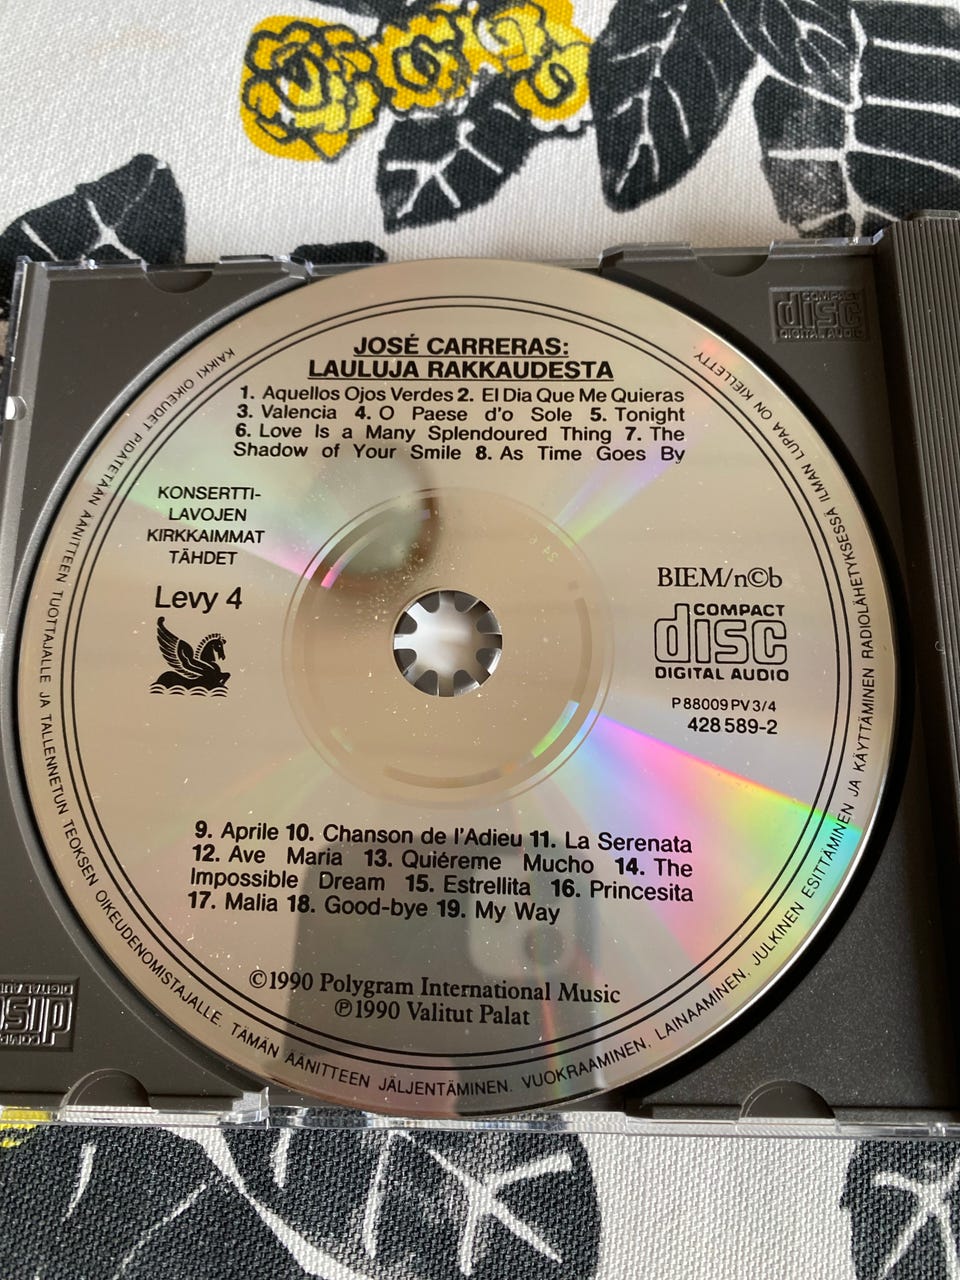 JOSÉ CARRERAS:
LAULUJA RAKKAUDESTA
1. Aquellos Ojos Verdes 2. El Dia Que Me Quieras
3. Valencia 4. O Paese d'o Sole 5. Tonight
6. Love Is a Many Splendoured Thing 7. The
Shadow of Your Smile 8. As Time Goes By
KONSERTTI-
LAVOJEN
KIRKKAIMMAT
TÄHDET
Levy 4
BIEM/n©b
COMPACT
disc
DIGITAL AUDIO
P 88009 PV 3/4
428 589-2
9. Aprile 10. Chanson de l'Adieu 11. La Serenata
12. Ave Maria 13. Quiéreme Mucho 14. The
Impossible Dream 15. Estrellita 16. Princesita
17. Malia 18. Good-bye 19. My Way
©1990 Polygram International Music
℗1990 Valitut Palat
KAIKKI OIKEUDET PIDÄTETÄÄN ÄÄNITTEEN TUOTTAJALLE JA TALLENNETUN TEOKSEN OIKEUDENOMISTAJALLE. TÄMÄN ÄÄNITTEEN JÄLJENTÄMINEN. VUOKRAAMINEN. LAINAAMINEN. JULKINEN ESITTÄMINEN JA KÄYTTÄMINEN RADIOLÄHETYKSESSÄ ILMAN LUPAA ON KIELLETTY
COMPACT
disc
DIGITAL AUDIO